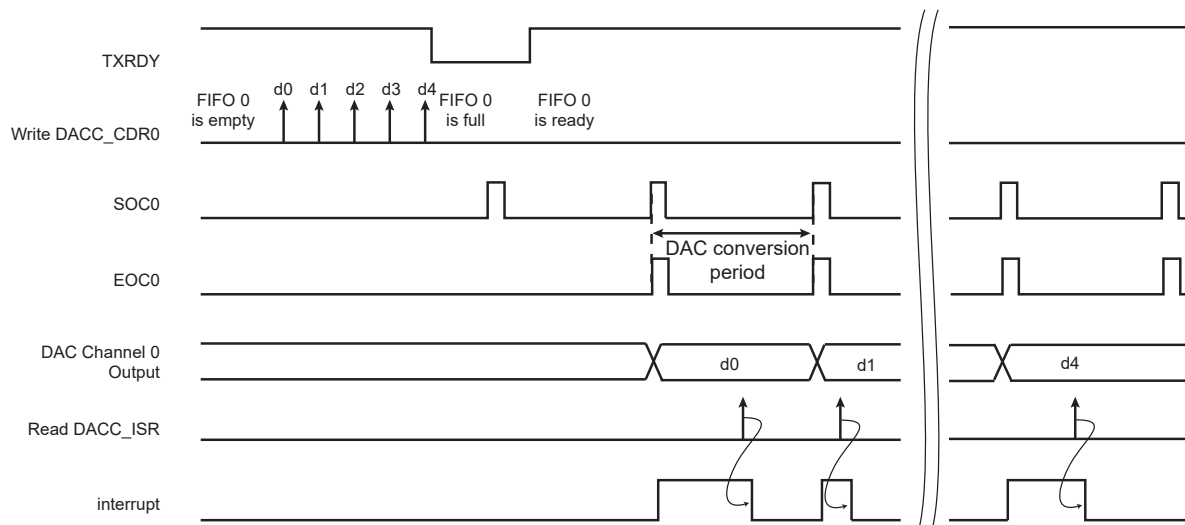 TXRDY
d0 d1 d2 d3 d4
FIFO 0
is empty
FIFO 0
is full
FIFO 0
is ready
Write DACC_CDR0
SOC0
DAC conversion
period
EOC0
DAC Channel 0
Output
d0
d1
d4
Read DACC_ISR
interrupt